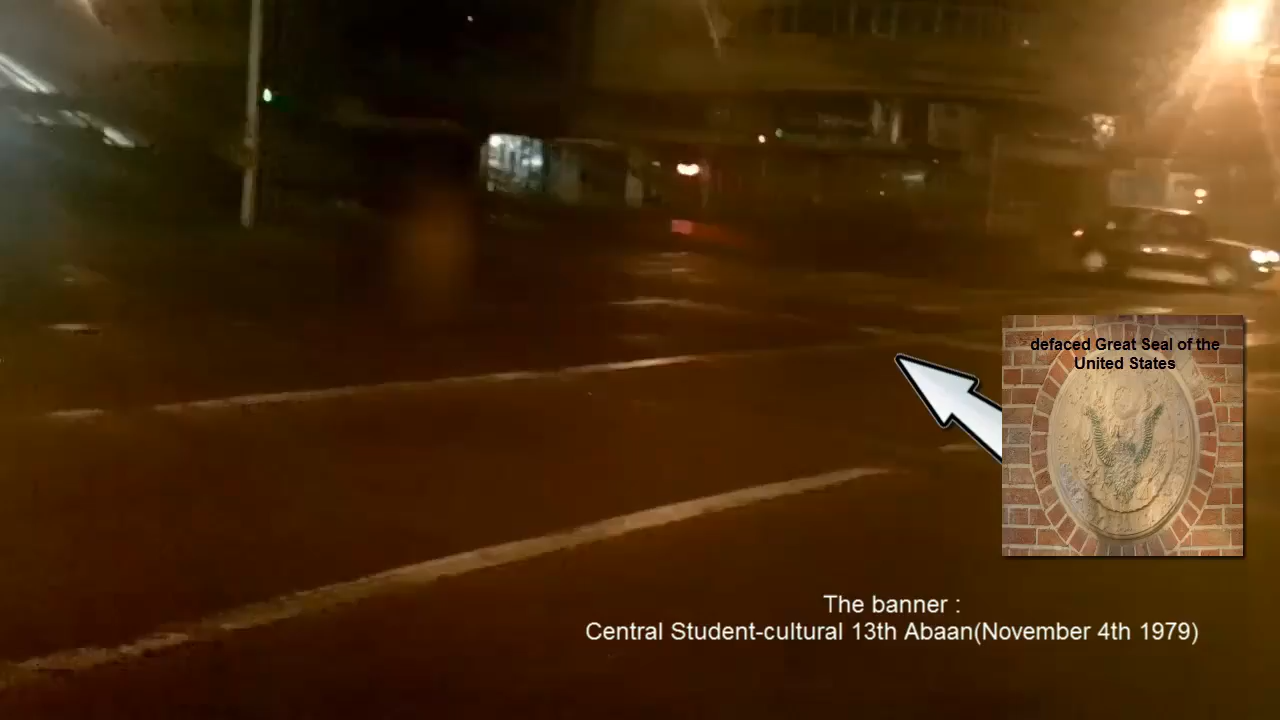 defaced Great Seal of the
United States
The banner :
Central Student-cultural 13th Abaan(November 4th 1979)